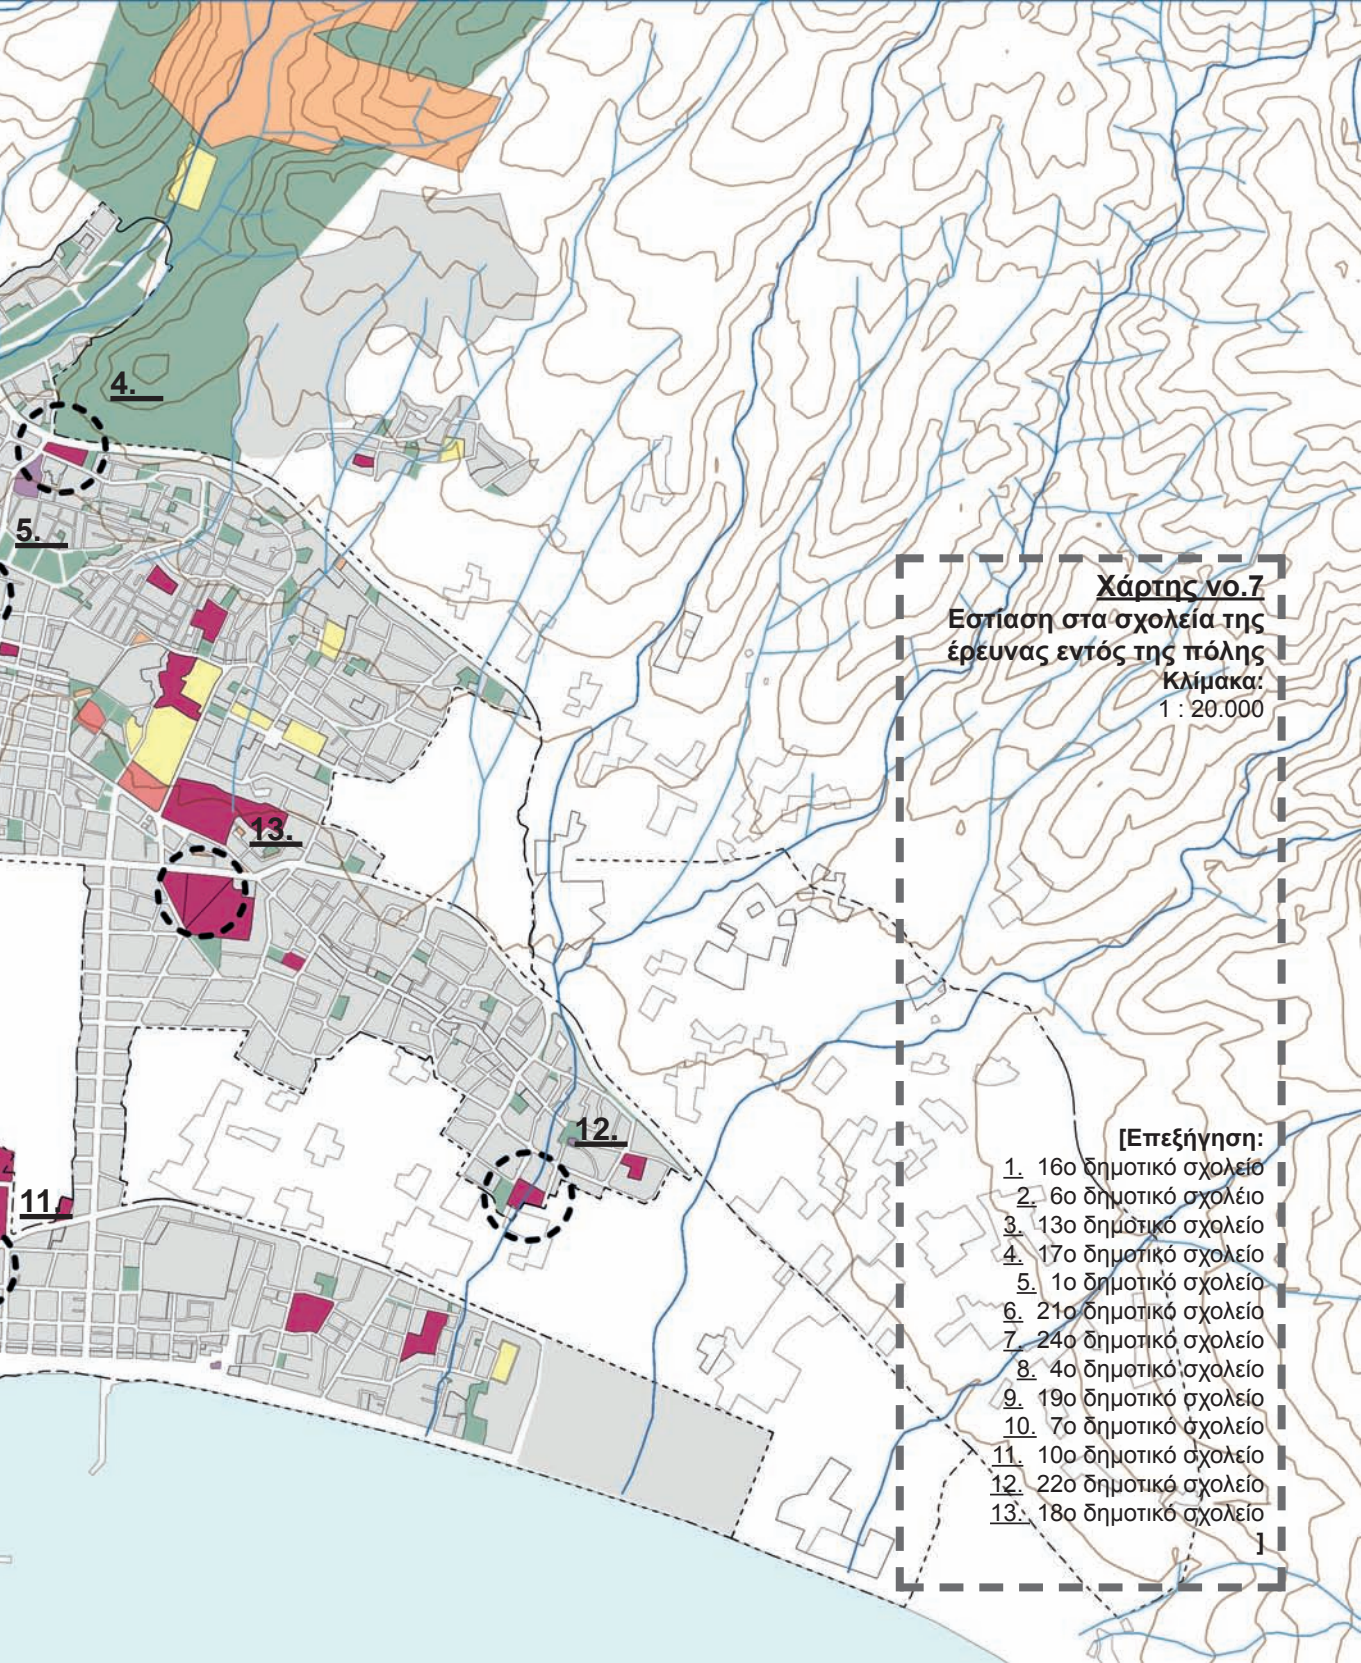 4.
5.
13.
12.
11.
Χάρτης νο.7
Εστίαση στα σχολεία της
έρευνας εντός της πόλης
Κλίμακα:
1 : 20.000
[Επεξήγηση:
1. 16ο δημοτικό σχολείο
2. 6ο δημοτικό σχολέιο
3. 13ο δημοτικό σχολείο
4. 17ο δημοτικό σχολείο
5. 1ο δημοτικό σχολείο
6. 21ο δημοτικό σχολείο
7. 24ο δημοτικό σχολείο
8. 4ο δημοτικό σχολείο
9. 19ο δημοτικό σχολείο
10. 7ο δημοτικό σχολείο
11. 10ο δημοτικό σχολείο
12. 22ο δημοτικό σχολείο
13. 18ο δημοτικό σχολείο
]